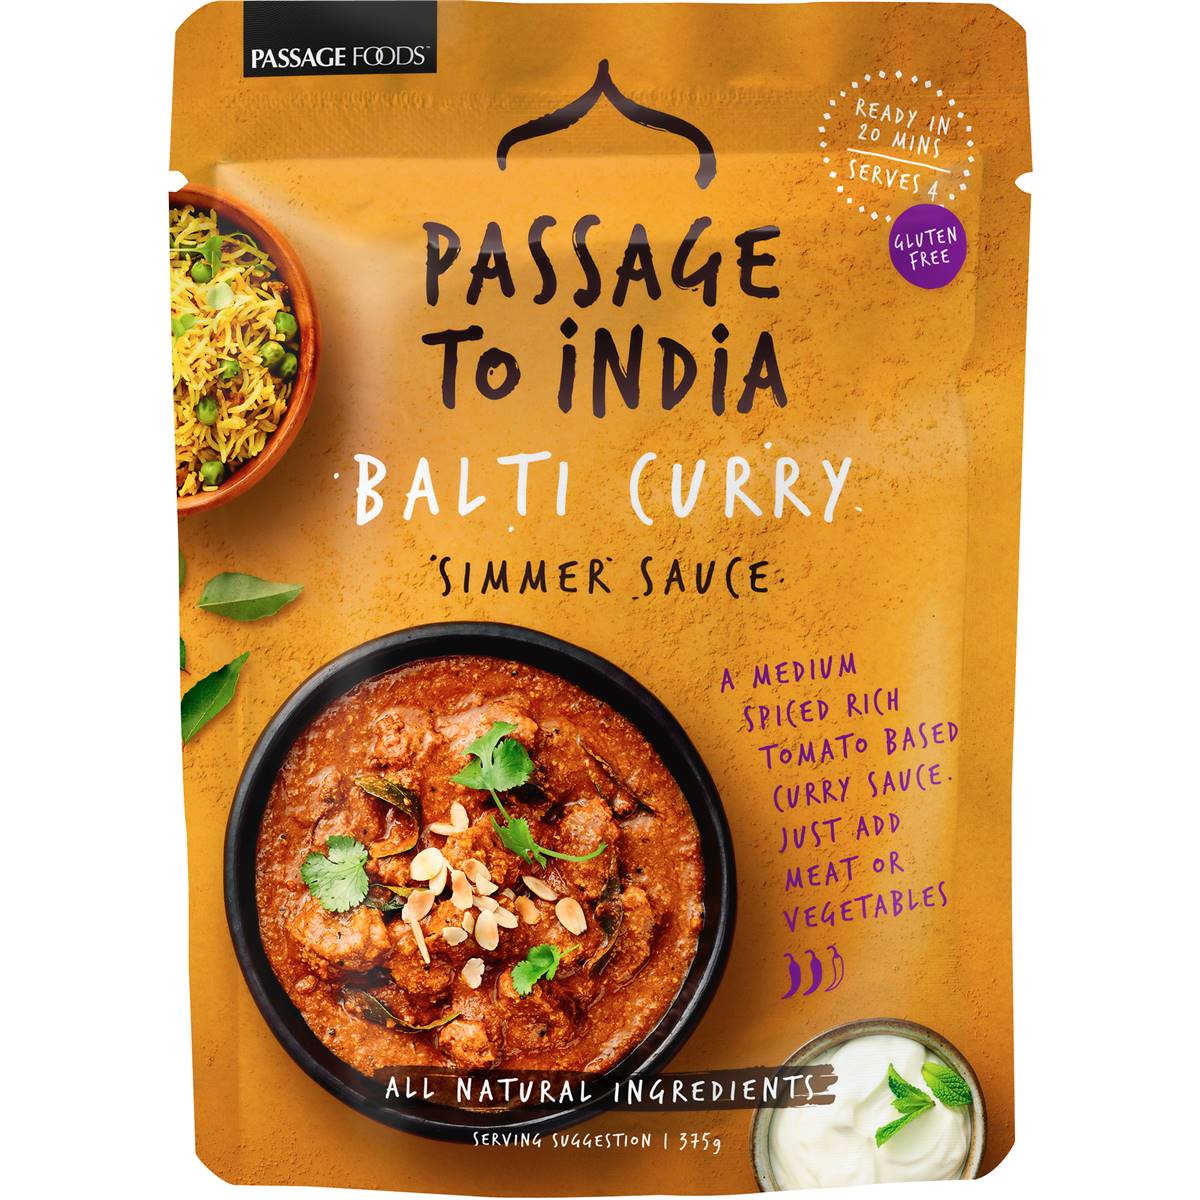 PASSAGE FOODS™
READY IN
20 MINS
SERVES 4
GLUTEN
FREE
PASSAGE
TO INDIA
BALTI CURRY
SIMMER SAUCE
A MEDIUM
SPICED RICH
TOMATO BASED
CURRY SAUCE.
JUST ADD
MEAT OR
VEGETABLES
ALL NATURAL INGREDIENTS
SERVING SUGGESTION | 375g